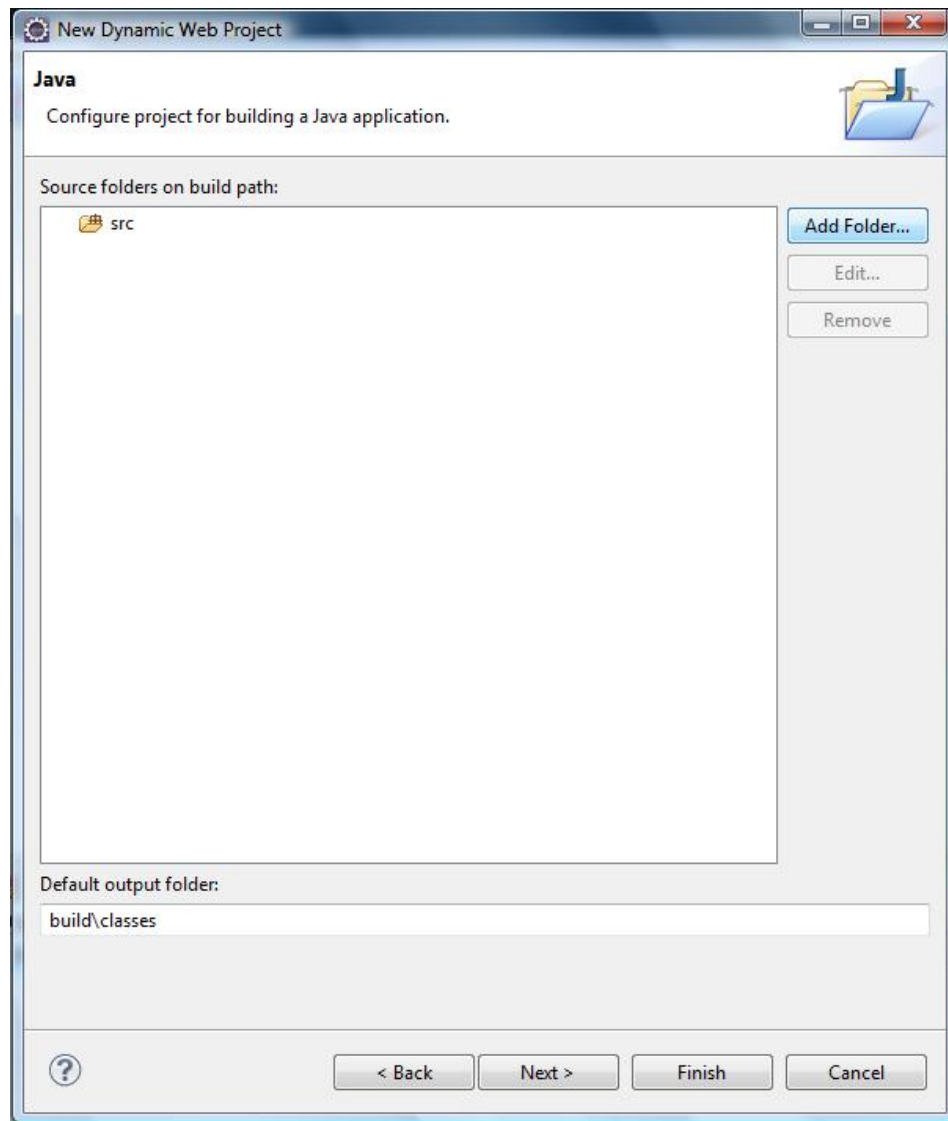 New Dynamic Web Project
Java
Configure project for building a Java application.
Source folders on build path:
src
Add Folder...
Edit...
Remove
Default output folder:
build\classes
< Back
Next >
Finish
Cancel